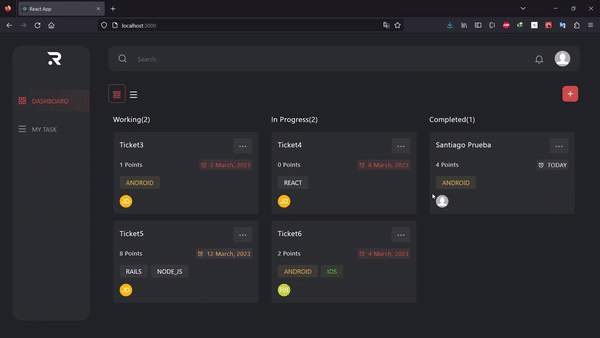 React App
localhost:3000
Search
DASHBOARD
MY TASK
Working(2)
Ticket3
1 Points
2 March, 2023
ANDROID
JD
Ticket5
8 Points
12 March, 2023
RAILS
NODE_JS
JD
In Progress(2)
Ticket4
0 Points
8 March, 2023
REACT
JD
Ticket6
2 Points
4 March, 2023
ANDROID
IOS
Completed(1)
Santiago Prueba
4 Points
TODAY
ANDROID